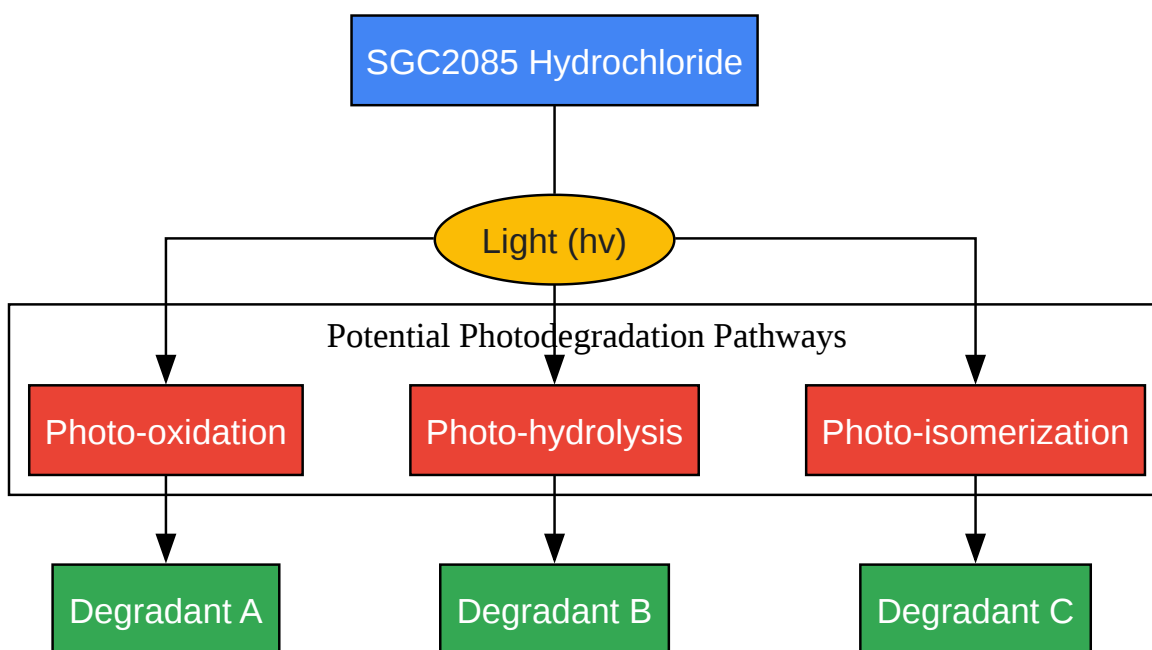 SGC2085 Hydrochloride
Light (hv)
Potential Photodegradation Pathways
Photo-oxidation
Photo-hydrolysis
Photo-isomerization
Degradant A
Degradant B
Degradant C